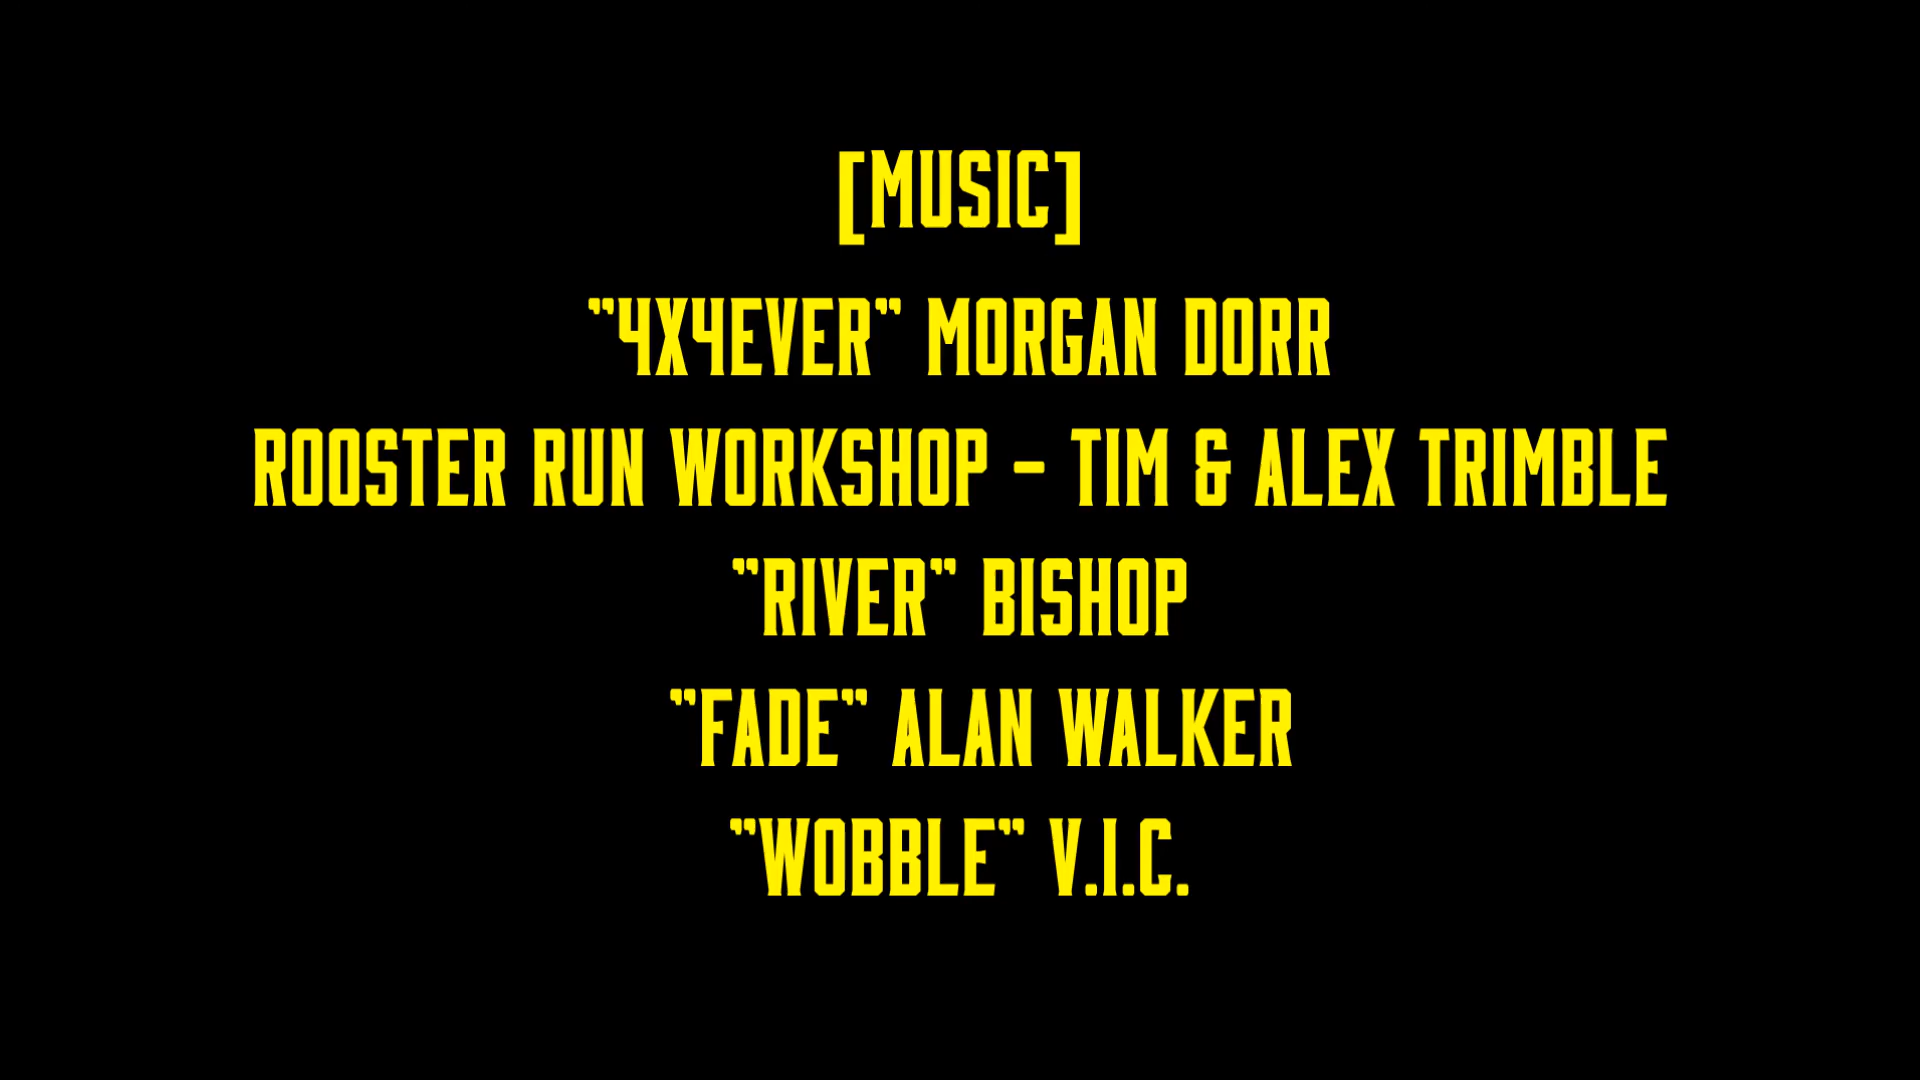 [MUSIC]
"4X4EVER" MORGAN DORR
ROOSTER RUN WORKSHOP - TIM & ALEX TRIMBLE
"RIVER" BISHOP
"FADE" ALAN WALKER
"WOBBLE" V.I.C.